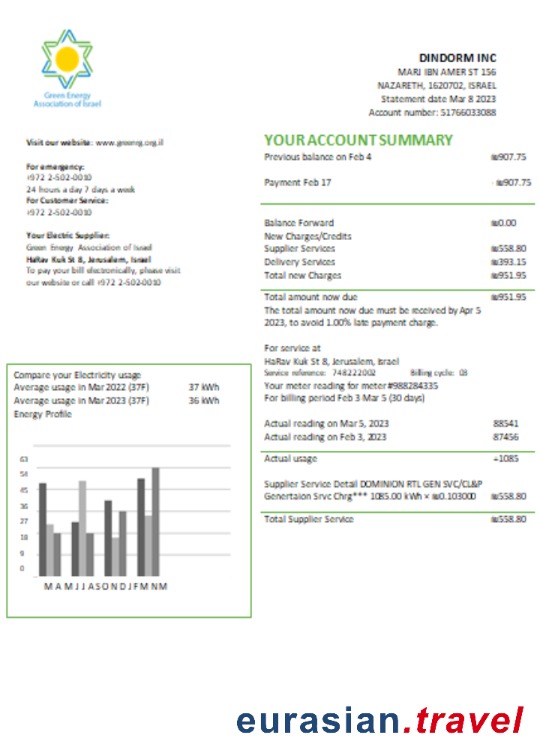 Green Energy
Association of Israel
DINDORM INC
MARJ IBN AMER ST 156
NAZARETH, 1620702, ISRAEL
Statement date Mar 8 2023
Account number: 51766033088
Visit our website: www.greenrg.org.il
For emergency:
+972 2-502-0010
24 hours a day 7 days a week
For Customer Service:
+972 2-502-0010
Your Electric Supplier:
Green Energy Association of Israel
HaRav Kuk St 8, Jerusalem, Israel
To pay your bill electronically, please visit
our website or call +972 2-502-0010
YOUR ACCOUNT SUMMARY
Previous balance on Feb 4 ₪907.75
Payment Feb 17 - ₪907.75
Balance Forward ₪0.00
New Charges/Credits
Supplier Services ₪558.80
Delivery Services ₪393.15
Total new Charges ₪951.95
Total amount now due ₪951.95
The total amount now due must be received by Apr 5
2023, to avoid 1.00% late payment charge.
For service at
HaRav Kuk St 8, Jerusalem, Israel
Service reference: 748222002 Billing cycle: 03
Your meter reading for meter #988284335
For billing period Feb 3-Mar 5 (30 days)
Actual reading on Mar 5, 2023 88541
Actual reading on Feb 3, 2023 87456
Actual usage +1085
Supplier Service Detail DOMINION RTL GEN SVC/CL&P
Genertaion Srvc Chrg*** 1085.00 kWh × ₪0.103000 ₪558.80
Total Supplier Service ₪558.80
Compare your Electricity usage
Average usage in Mar 2022 (37F) 37 kWh
Average usage in Mar 2023 (37F) 36 kWh
Energy Profile
63
54
45
36
27
18
9
0
M A M J J A S O N D J F M N M
eurasian.travel